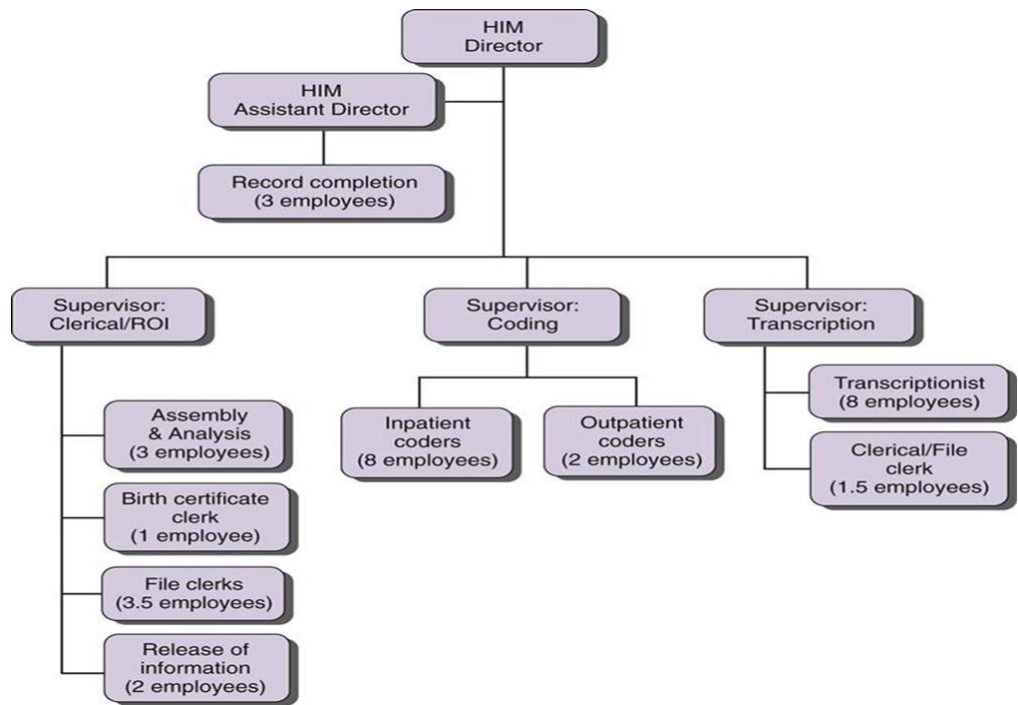 HIM
Director
HIM
Assistant Director
Record completion
(3 employees)
Supervisor:
Clerical/ROI
Supervisor:
Coding
Supervisor:
Transcription
Assembly
& Analysis
(3 employees)
Birth certificate
clerk
(1 employee)
File clerks
(3.5 employees)
Release of
information
(2 employees)
Inpatient
coders
(8 employees)
Outpatient
coders
(2 employees)
Transcriptionist
(8 employees)
Clerical/File
clerk
(1.5 employees)